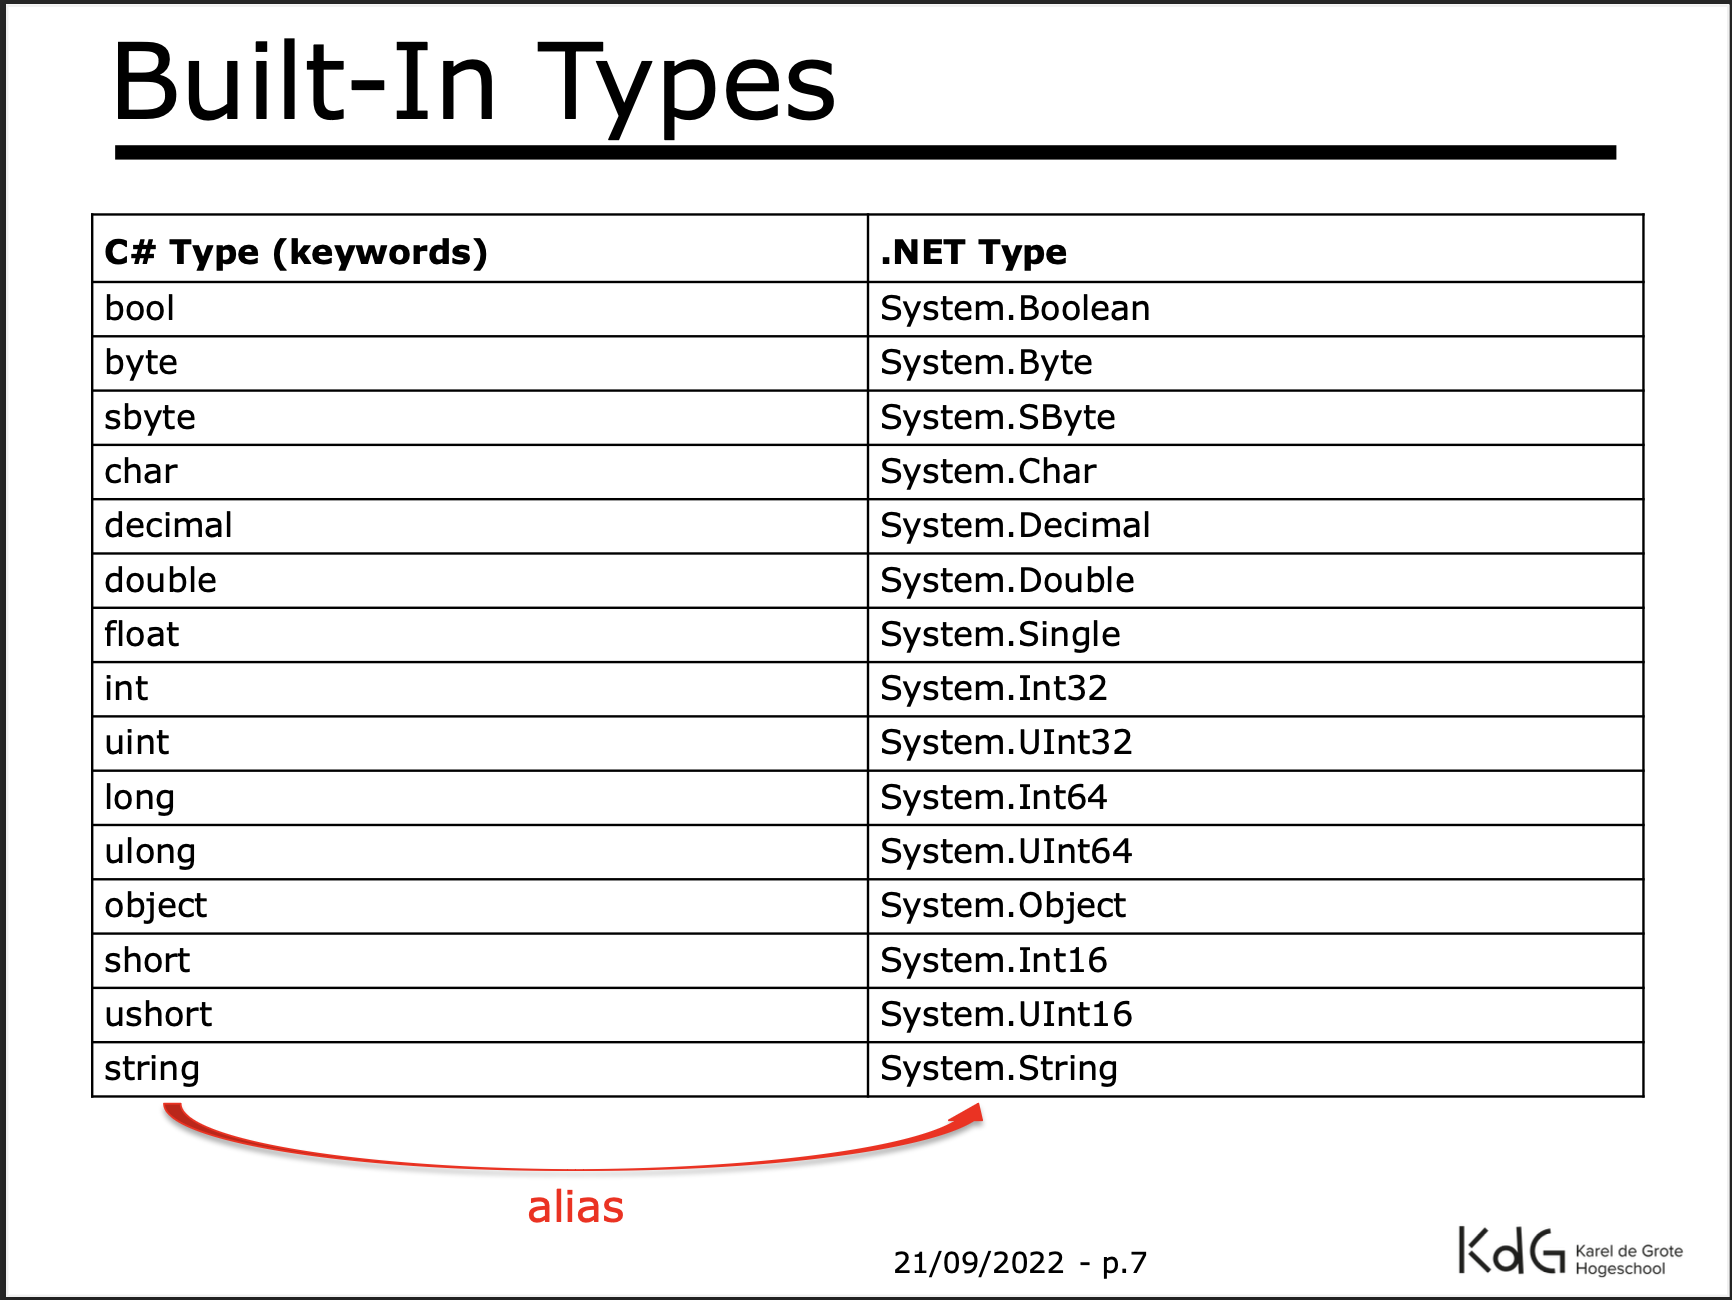 Built-In Types
C# Type (keywords) .NET Type
bool System.Boolean
byte System.Byte
sbyte System.SByte
char System.Char
decimal System.Decimal
double System.Double
float System.Single
int System.Int32
uint System.UInt32
long System.Int64
ulong System.UInt64
object System.Object
short System.Int16
ushort System.UInt16
string System.String
alias
21/09/2022 - p.7
KdG Karel de Grote
Hogeschool